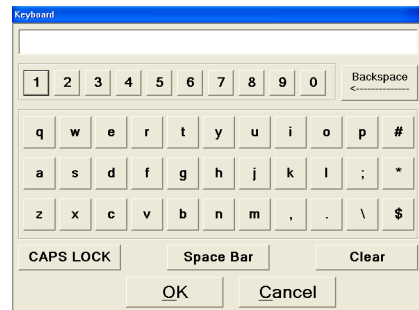 Keyboard
1 2 3 4 5 6 7 8 9 0 Backspace
<--------------
q w e r t y u i o p #
a s d f g h j k l ; *
z x c v b n m , . \ $
CAPS LOCK Space Bar Clear
OK Cancel